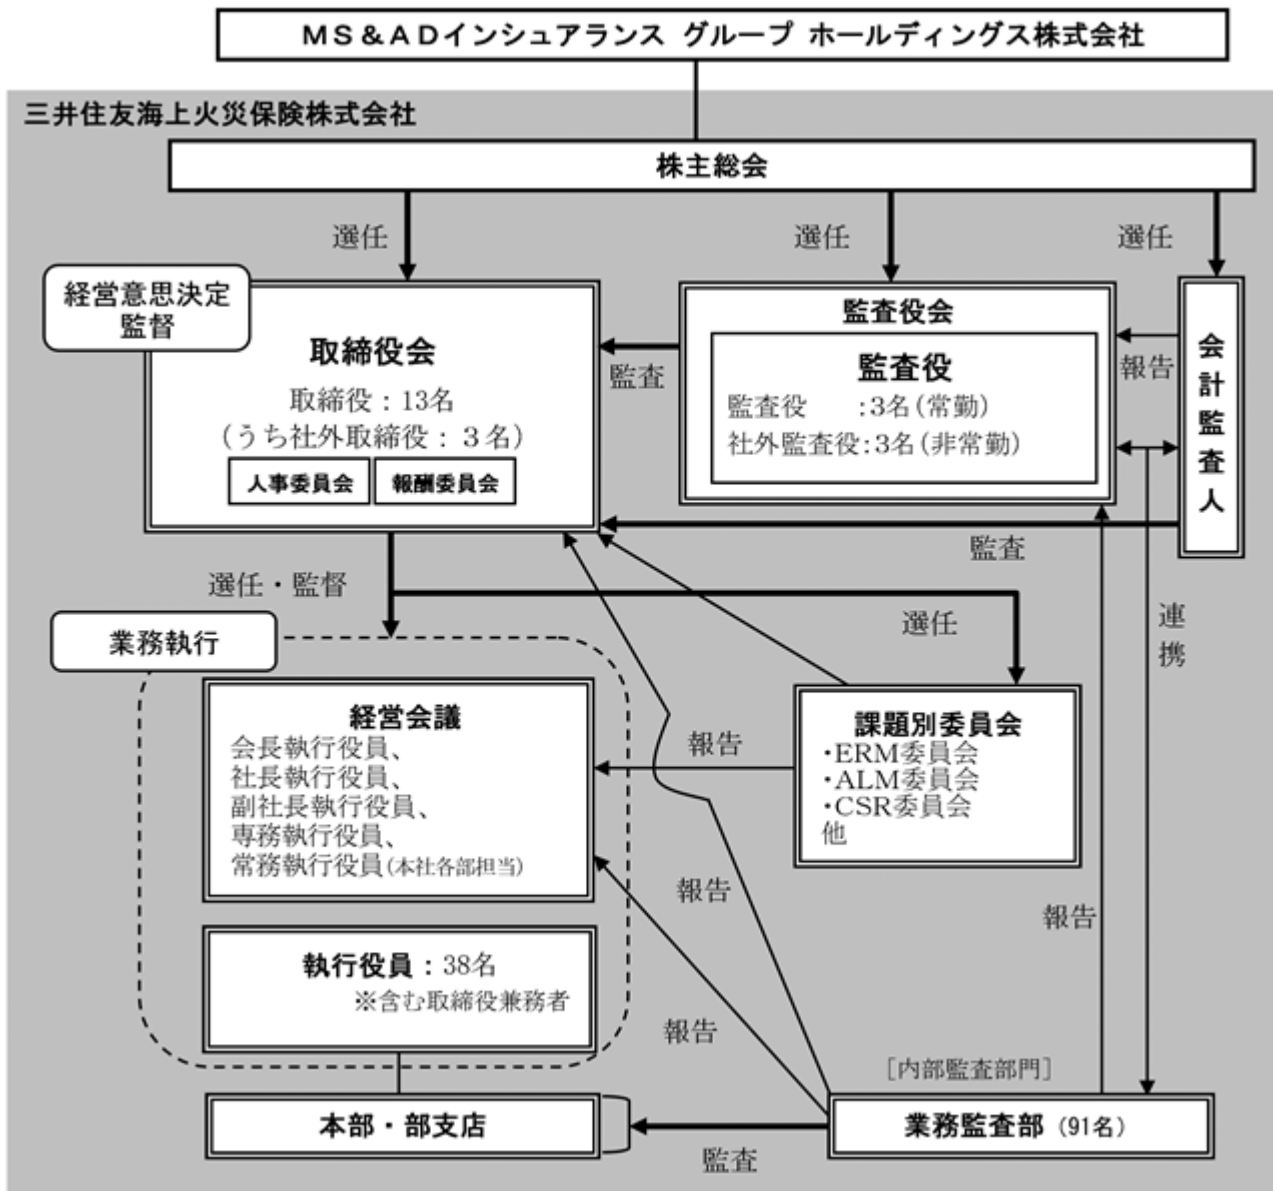 MS&ADインシュアランス グループ ホールディングス株式会社
三井住友海上火災保険株式会社
株主総会
選任
選任
選任
経営意思決定
監督
取締役会
取締役：13名
(うち社外取締役：３名)
人事委員会
報酬委員会
監査
監査役会
監査役
監査役　　:3名(常勤)
社外監査役:3名(非常勤)
報告
会計監査人
監査
連携
選任・監督
選任
業務執行
経営会議
会長執行役員、
社長執行役員、
副社長執行役員、
専務執行役員、
常務執行役員(本社各部担当)
報告
課題別委員会
・ERM委員会
・ALM委員会
・CSR委員会
他
報告
報告
執行役員：38名
※含む取締役兼務者
報告
[内部監査部門]
本部・部支店
監査
業務監査部 (91名)